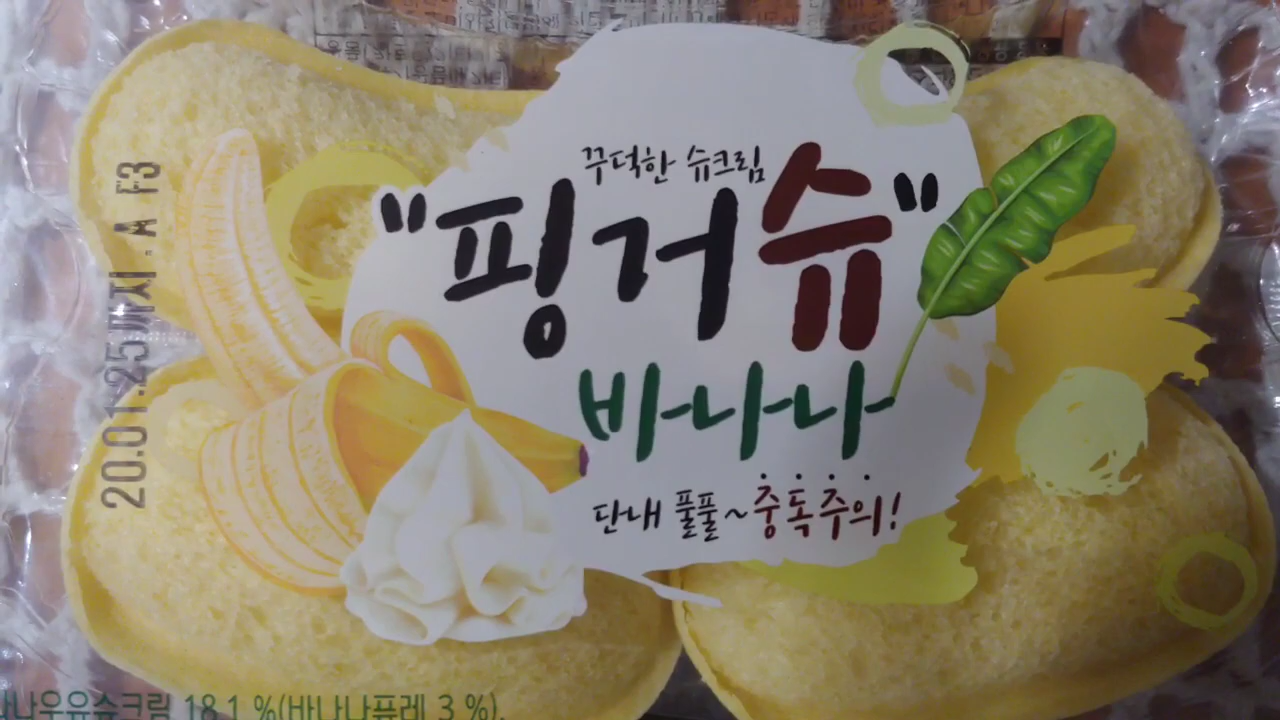 꾸덕한 슈크림
"핑거슈"
바나나
단내 풀풀~중독주의!
20.01.25까지 .A F3
바나나우유슈크림 18.1 %(바나나퓨레 3 %).